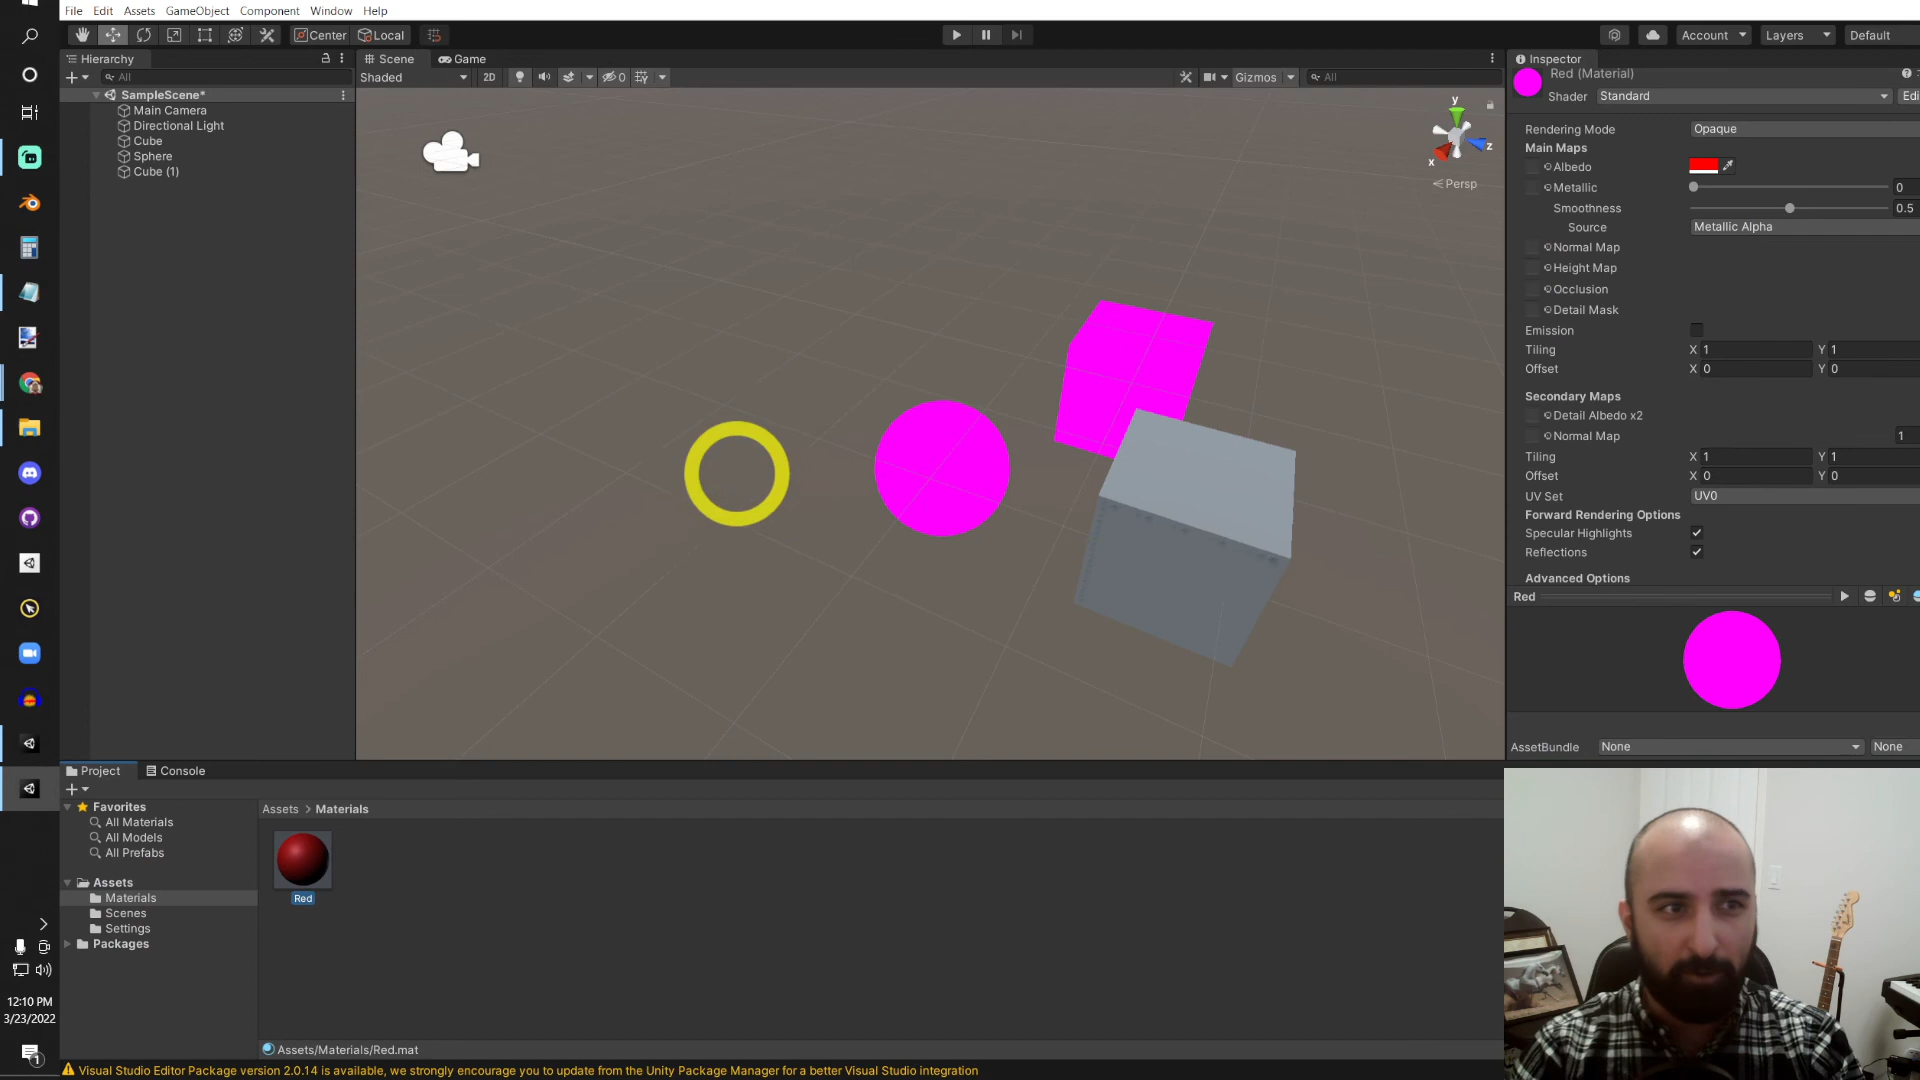 File Edit Assets GameObject Component Window Help
Center Local
Account Layers Default
Hierarchy
All
SampleScene*
Main Camera
Directional Light
Cube
Sphere
Cube (1)
Scene Game
Shaded 2D 0 Gizmos All
y
z
x
Persp
Inspector
Red (Material)
Shader Standard Edi
Rendering Mode Opaque
Main Maps
Albedo
Metallic 0
Smoothness 0.5
Source Metallic Alpha
Normal Map
Height Map
Occlusion
Detail Mask
Emission
Tiling X 1 Y 1
Offset X 0 Y 0
Secondary Maps
Detail Albedo x2
Normal Map 1
Tiling X 1 Y 1
Offset X 0 Y 0
UV Set UV0
Forward Rendering Options
Specular Highlights
Reflections
Advanced Options
Red
AssetBundle None None
Project Console
Favorites
All Materials
All Models
All Prefabs
Assets
Materials
Scenes
Settings
Packages
Assets > Materials
Red
Assets/Materials/Red.mat
12:10 PM
3/23/2022
1
Visual Studio Editor Package version 2.0.14 is available, we strongly encourage you to update from the Unity Package Manager for a better Visual Studio integration